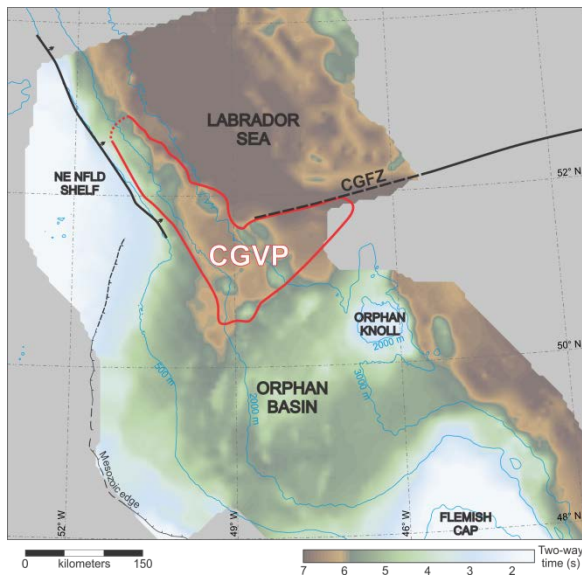 LABRADOR
SEA
CGFZ
52° N
NE NFLD
SHELF
CGVP
ORPHAN
KNOLL
2000 m
50° N
500 m
2000 m
3000 m
ORPHAN
BASIN
Mesozoic edge
FLEMISH
CAP
48° N
52° W
49° W
46° W
0 kilometers 150
7 6 5 4 3 2
Two-way
time (s)